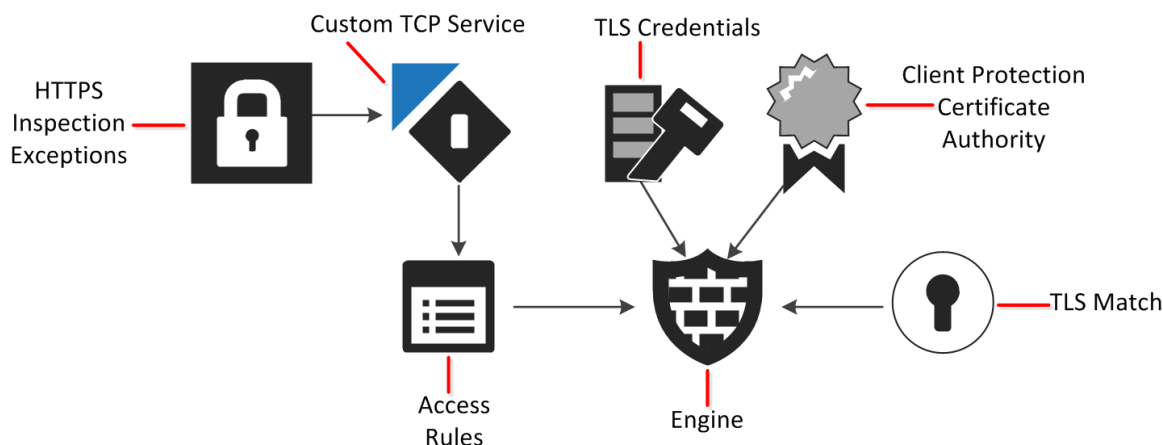 Custom TCP Service
TLS Credentials
HTTPS
Inspection
Exceptions
Client Protection
Certificate
Authority
TLS Match
Access
Rules
Engine